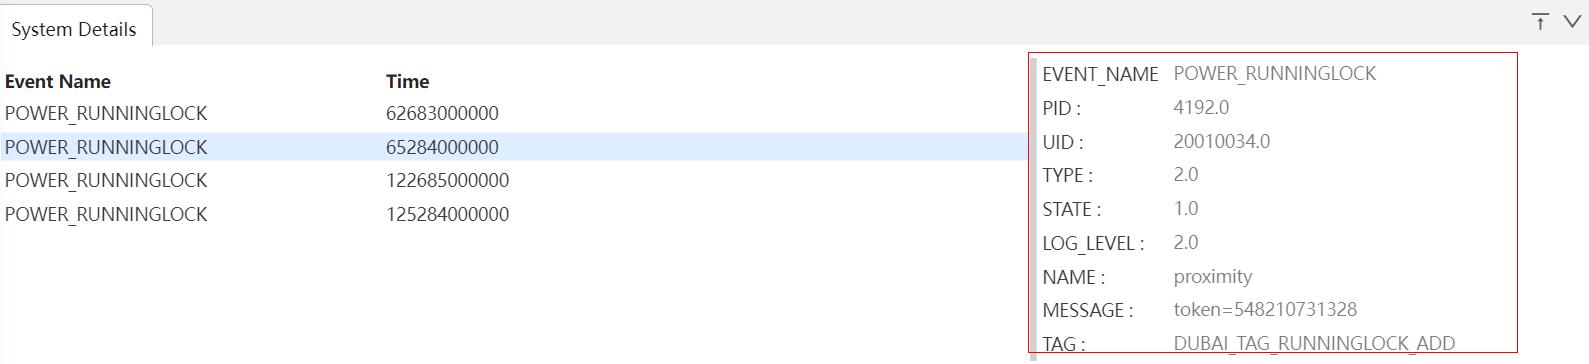 System Details
Event Name Time
POWER_RUNNINGLOCK 62683000000
POWER_RUNNINGLOCK 65284000000
POWER_RUNNINGLOCK 122685000000
POWER_RUNNINGLOCK 125284000000
EVENT_NAME POWER_RUNNINGLOCK
PID : 4192.0
UID : 20010034.0
TYPE : 2.0
STATE : 1.0
LOG_LEVEL : 2.0
NAME : proximity
MESSAGE : token=548210731328
TAG : DUBAI_TAG_RUNNINGLOCK_ADD